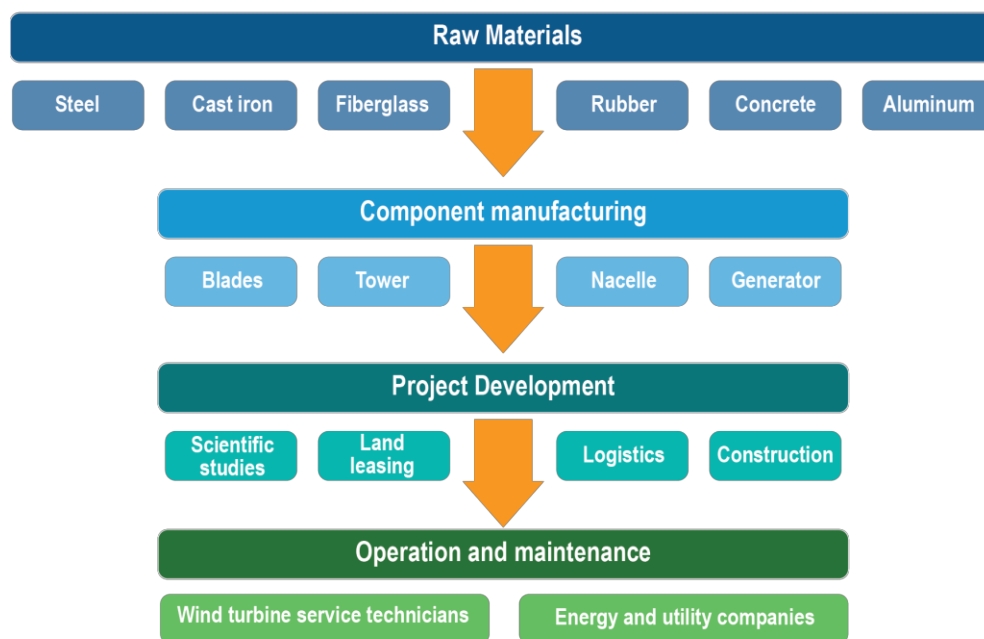 Raw Materials
Steel
Cast iron
Fiberglass
Rubber
Concrete
Aluminum
Component manufacturing
Blades
Tower
Nacelle
Generator
Project Development
Scientific
studies
Land
leasing
Logistics
Construction
Operation and maintenance
Wind turbine service technicians
Energy and utility companies